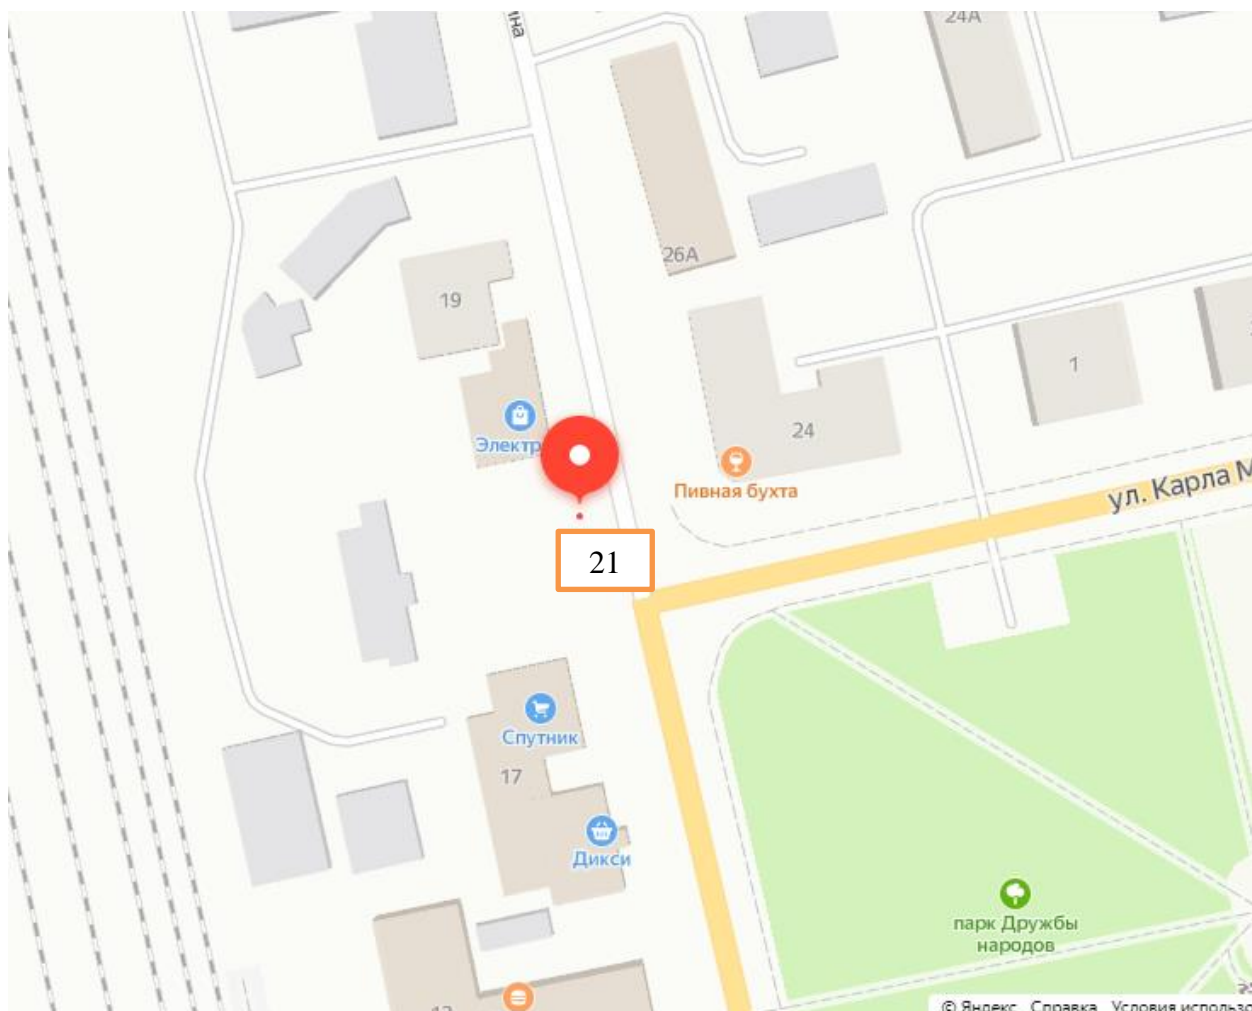 24А
26А
19
1
Электр
24
Пивная бухта
ул. Карла М
21
Спутник
17
Дикси
парк Дружбы
народов
© Яндекс Справка Условия использо